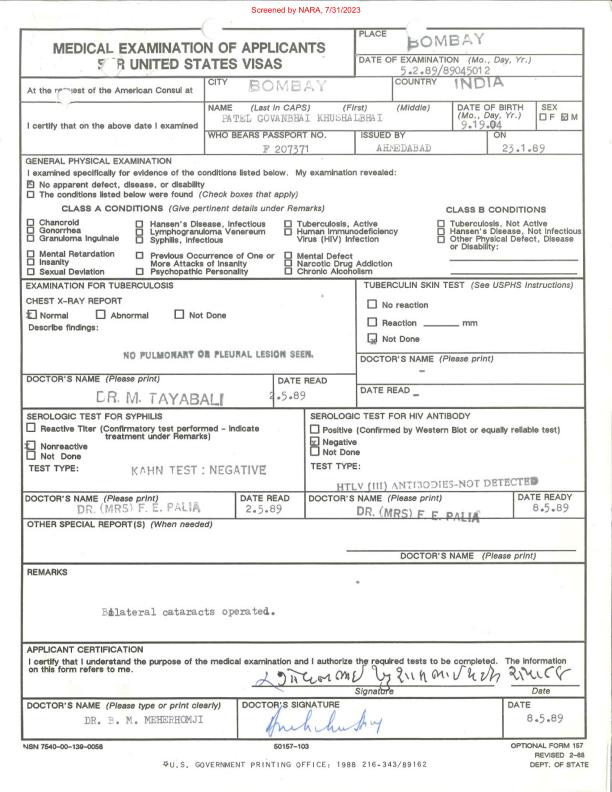 Screened by NARA, 7/31/2023
MEDICAL EXAMINATION OF APPLICANTS
R UNITED STATES VISAS
PLACE
BOMBAY
DATE OF EXAMINATION (Mo., Day, Yr.)
5.2.89/89045012
At the request of the American Consul at
CITY
BOMBAY
COUNTRY
INDIA
I certify that on the above date I examined
NAME (Last in CAPS) (First) (Middle)
PATEL GOVANBHAI KHUSHALBHAI
DATE OF BIRTH
(Mo., Day, Yr.)
9.19.04
SEX
F M
WHO BEARS PASSPORT NO.
F 207371
ISSUED BY
AHMEDABAD
ON
23.1.89
GENERAL PHYSICAL EXAMINATION
I examined specifically for evidence of the conditions listed below. My examination revealed:
No apparent defect, disease, or disability
The conditions listed below were found (Check boxes that apply)
CLASS A CONDITIONS (Give pertinent details under Remarks)
Chancroid
Gonorrhea
Granuloma Inguinale
Mental Retardation
Insanity
Sexual Deviation
Hansen's Disease, Infectious
Lymphogranuloma Venereum
Syphilis, Infectious
Previous Occurrence of One or
More Attacks of Insanity
Psychopathic Personality
Tuberculosis, Active
Human Immunodeficiency
Virus (HIV) Infection
Mental Defect
Narcotic Drug Addiction
Chronic Alcoholism
CLASS B CONDITIONS
Tuberculosis, Not Active
Hansen's Disease, Not Infectious
Other Physical Defect, Disease
or Disability:
EXAMINATION FOR TUBERCULOSIS
CHEST X-RAY REPORT
Normal Abnormal Not Done
Describe findings:
NO PULMONARY OR PLEURAL LESION SEEN.
DOCTOR'S NAME (Please print)
DR. M. TAYABALI
DATE READ
2.5.89
TUBERCULIN SKIN TEST (See USPHS Instructions)
No reaction
Reaction mm
Not Done
DOCTOR'S NAME (Please print)
–
DATE READ –
SEROLOGIC TEST FOR SYPHILIS
Reactive Titer (Confirmatory test performed - indicate
treatment under Remarks)
Nonreactive
Not Done
TEST TYPE:
KAHN TEST : NEGATIVE
DOCTOR'S NAME (Please print)
DR. (MRS) F. E. PALIA
DATE READ
2.5.89
SEROLOGIC TEST FOR HIV ANTIBODY
Positive (Confirmed by Western Blot or equally reliable test)
Negative
Not Done
TEST TYPE:
HTLV (III) ANTIBODIES-NOT DETECTED
DOCTOR'S NAME (Please print)
DR. (MRS) F. E. PALIA
DATE READY
8.5.89
OTHER SPECIAL REPORT(S) (When needed)
DOCTOR'S NAME (Please print)
REMARKS
Bilateral cataracts operated.
APPLICANT CERTIFICATION
I certify that I understand the purpose of the medical examination and I authorize the required tests to be completed. The information
on this form refers to me.
Signature
Date
DOCTOR'S NAME (Please type or print clearly)
DR. B. M. MEHERHOMJI
DOCTOR'S SIGNATURE
DATE
8.5.89
NSN 7540-00-139-0058
50157-103
OPTIONAL FORM 157
REVISED 2-88
DEPT. OF STATE
*U.S. GOVERNMENT PRINTING OFFICE: 1988 216-343/89162